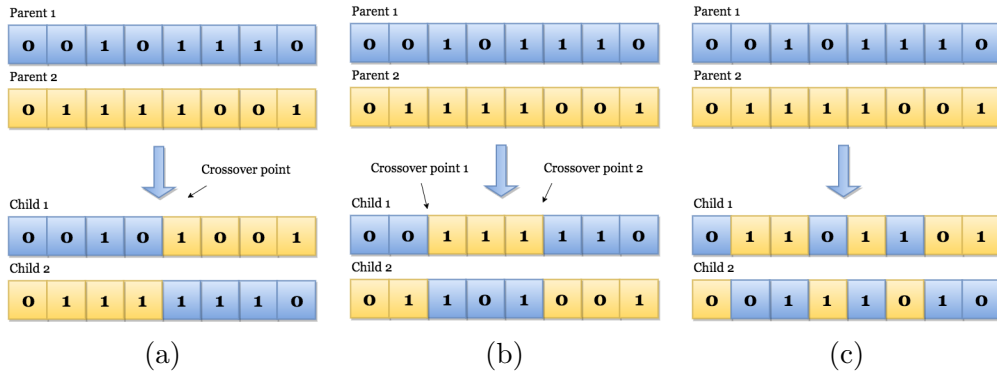 Parent 1
0 0 1 0 1 1 1 0
Parent 2
0 1 1 1 1 0 0 1
Crossover point
Child 1
0 0 1 0 1 0 0 1
Child 2
0 1 1 1 1 1 1 0
(a)
Parent 1
0 0 1 0 1 1 1 0
Parent 2
0 1 1 1 1 0 0 1
Crossover point 1
Crossover point 2
Child 1
0 0 1 1 1 1 1 0
Child 2
0 1 1 0 1 0 0 1
(b)
Parent 1
0 0 1 0 1 1 1 0
Parent 2
0 1 1 1 1 0 0 1
Child 1
0 1 1 0 1 1 0 1
Child 2
0 0 1 1 1 0 1 0
(c)